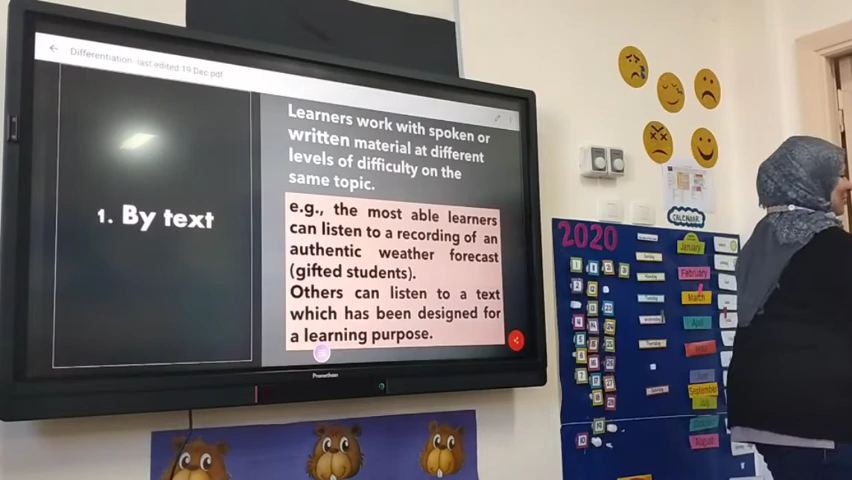 Differentiation- last edited 19 Dec.pdf
1. By text
Learners work with spoken or
written material at different
levels of difficulty on the
same topic.
e.g., the most able learners
can listen to a recording of an
authentic weather forecast
(gifted students).
Others can listen to a text
which has been designed for
a learning purpose.
Promethean
CALENDAR
2020
January
February
March
April
September
July
August